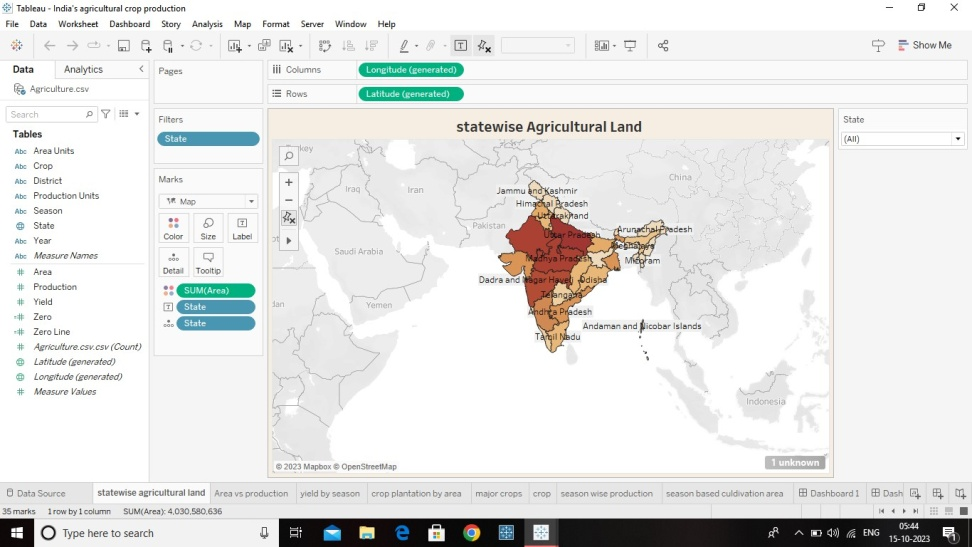 Tableau - India's agricultural crop production
File Data Worksheet Dashboard Story Analysis Map Format Server Window Help
Show Me
Data Analytics
Pages
Columns Longitude (generated)
Rows Latitude (generated)
Agriculture.csv
Search
Tables
Abc Area Units
Abc Crop
Abc District
Abc Production Units
Abc Season
State
Abc Year
Abc Measure Names
# Area
# Production
# Yield
=# Zero
=# Zero Line
# Agriculture.csv.csv (Count)
Latitude (generated)
Longitude (generated)
# Measure Values
Filters
State
Marks
Map
Color Size Label
Detail Tooltip
SUM(Area)
State
State
statewise Agricultural Land
State
(All)
Iraq
Iran
China
Pakistan
Saudi Arabia
Yemen
Indonesia
Jammu and Kashmir
Himachal Pradesh
Uttarakhand
Arunachal Pradesh
Uttar Pradesh
Meghalaya
Madhya Pradesh
Mizoram
Dadra and Nagar Haveli
Odisha
Telangana
Andhra Pradesh
Andaman and Nicobar Islands
Tamil Nadu
© 2023 Mapbox © OpenStreetMap
1 unknown
Data Source statewise agricultural land Area vs production yield by season crop plantation by area major crops crop season wise production season based culdivation area Dashboard 1 Dash
35 marks 1 row by 1 column SUM(Area): 4,030,580,636
Type here to search
ENG
05:44
15-10-2023
1